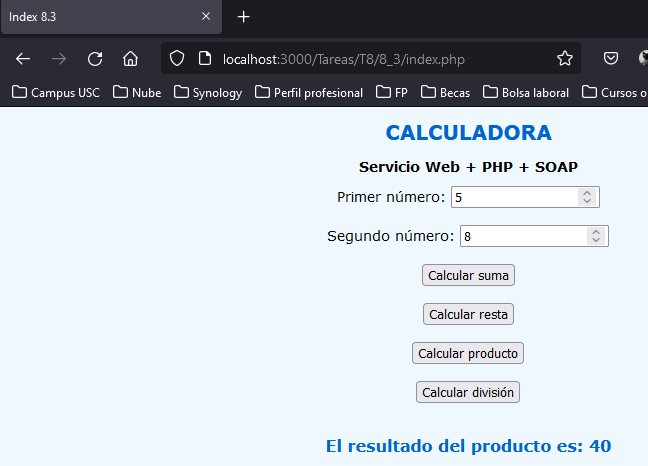 Index 8.3
localhost:3000/Tareas/T8/8_3/index.php
Campus USC Nube Synology Perfil profesional FP Becas Bolsa laboral Cursos o
CALCULADORA
Servicio Web + PHP + SOAP
Primer número: 5
Segundo número: 8
Calcular suma
Calcular resta
Calcular producto
Calcular división
El resultado del producto es: 40